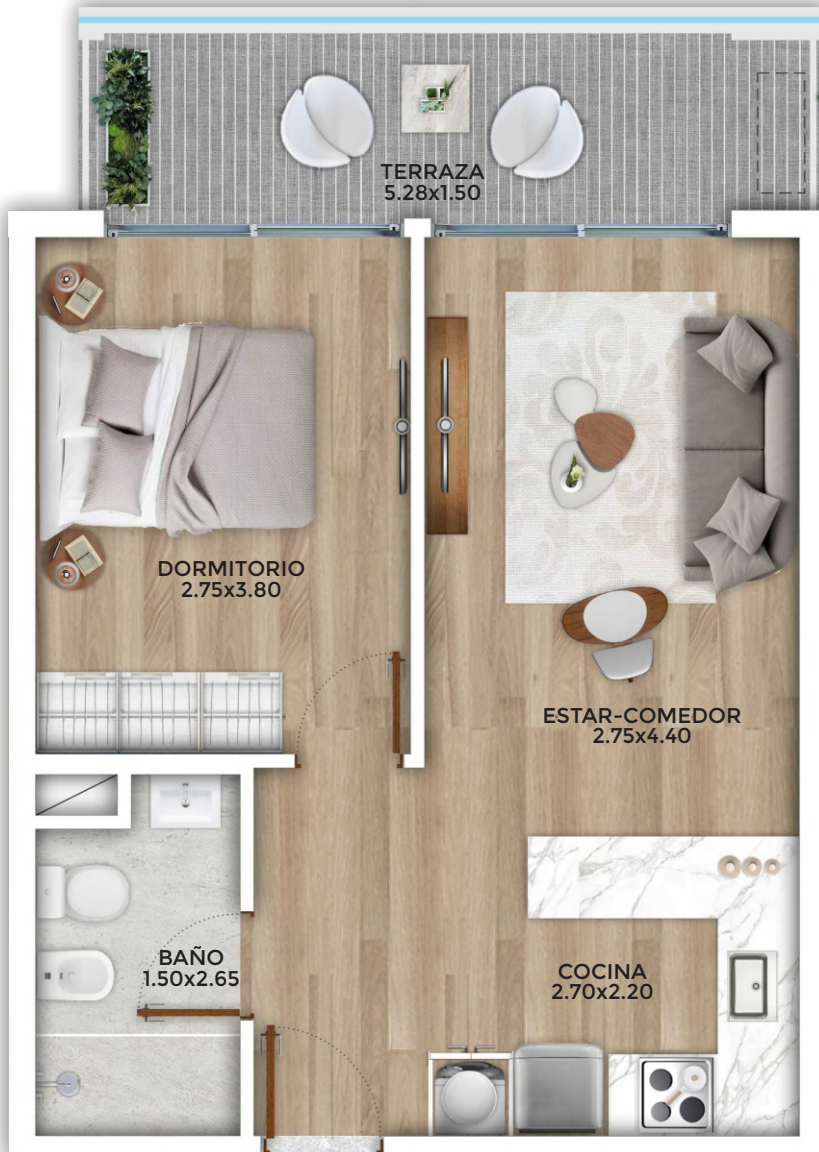 TERRAZA
5.28x1.50
DORMITORIO
2.75x3.80
ESTAR-COMEDOR
2.75x4.40
BAÑO
1.50x2.65
COCINA
2.70x2.20